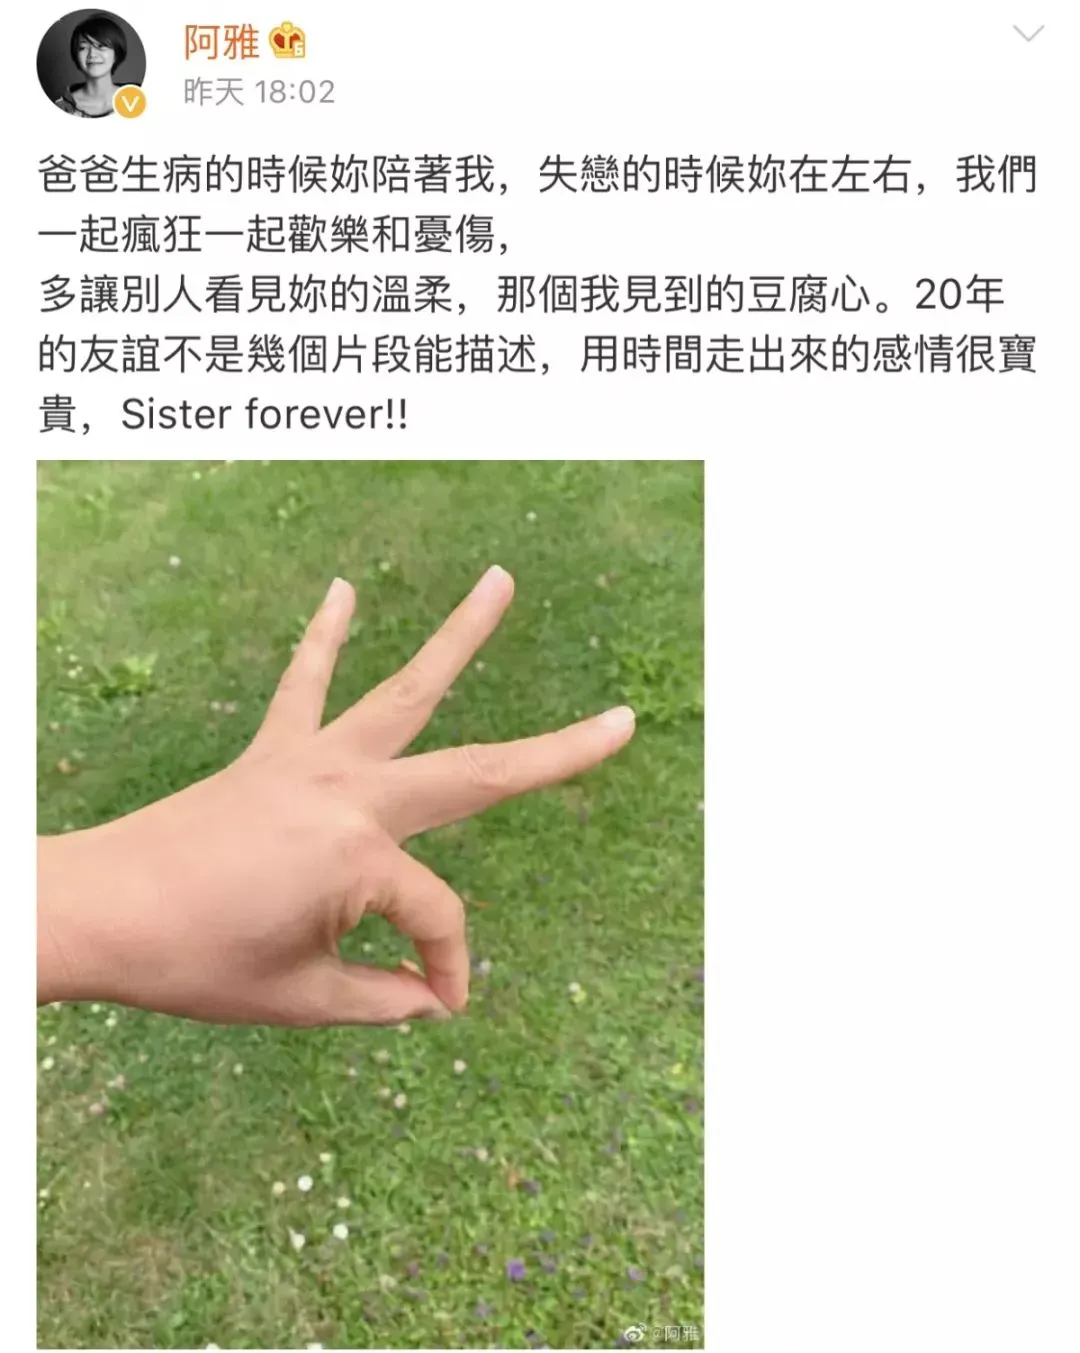 阿雅
昨天 18:02
爸爸生病的時候妳陪著我，失戀的時候妳在左右，我們
一起瘋狂一起歡樂和憂傷，
多讓別人看見妳的溫柔，那個我見到的豆腐心。20年
的友誼不是幾個片段能描述，用時間走出來的感情很寶
貴，Sister forever!!
@阿雅